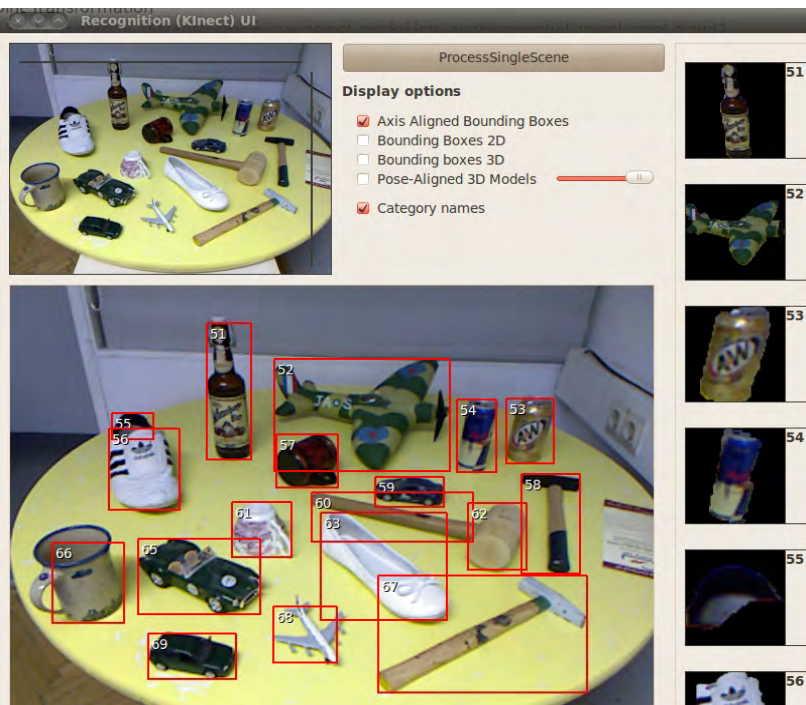 Recognition (KInect) UI
ProcessSingleScene
Display options
Axis Aligned Bounding Boxes
Bounding Boxes 2D
Bounding boxes 3D
Pose-Aligned 3D Models
Category names
51
52
53
54
55
56
51
52
54
53
55
56
57
59
58
60
61
62
63
66
65
67
68
69
JA S
AW